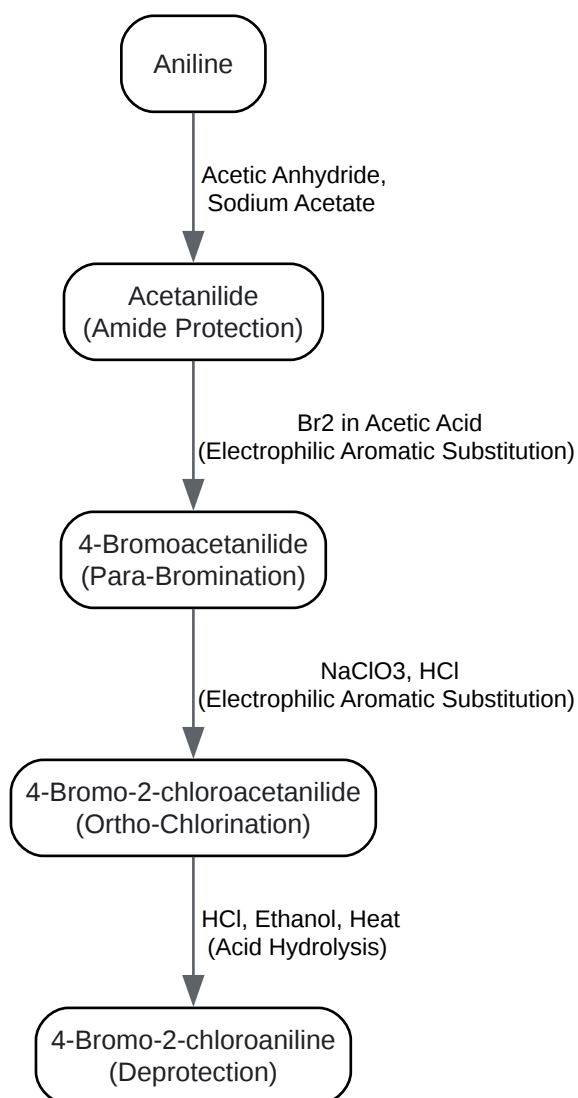 Aniline
Acetic Anhydride,
Sodium Acetate
Acetanilide
(Amide Protection)
Br2 in Acetic Acid
(Electrophilic Aromatic Substitution)
4-Bromoacetanilide
(Para-Bromination)
NaClO3, HCl
(Electrophilic Aromatic Substitution)
4-Bromo-2-chloroacetanilide
(Ortho-Chlorination)
HCl, Ethanol, Heat
(Acid Hydrolysis)
4-Bromo-2-chloroaniline
(Deprotection)